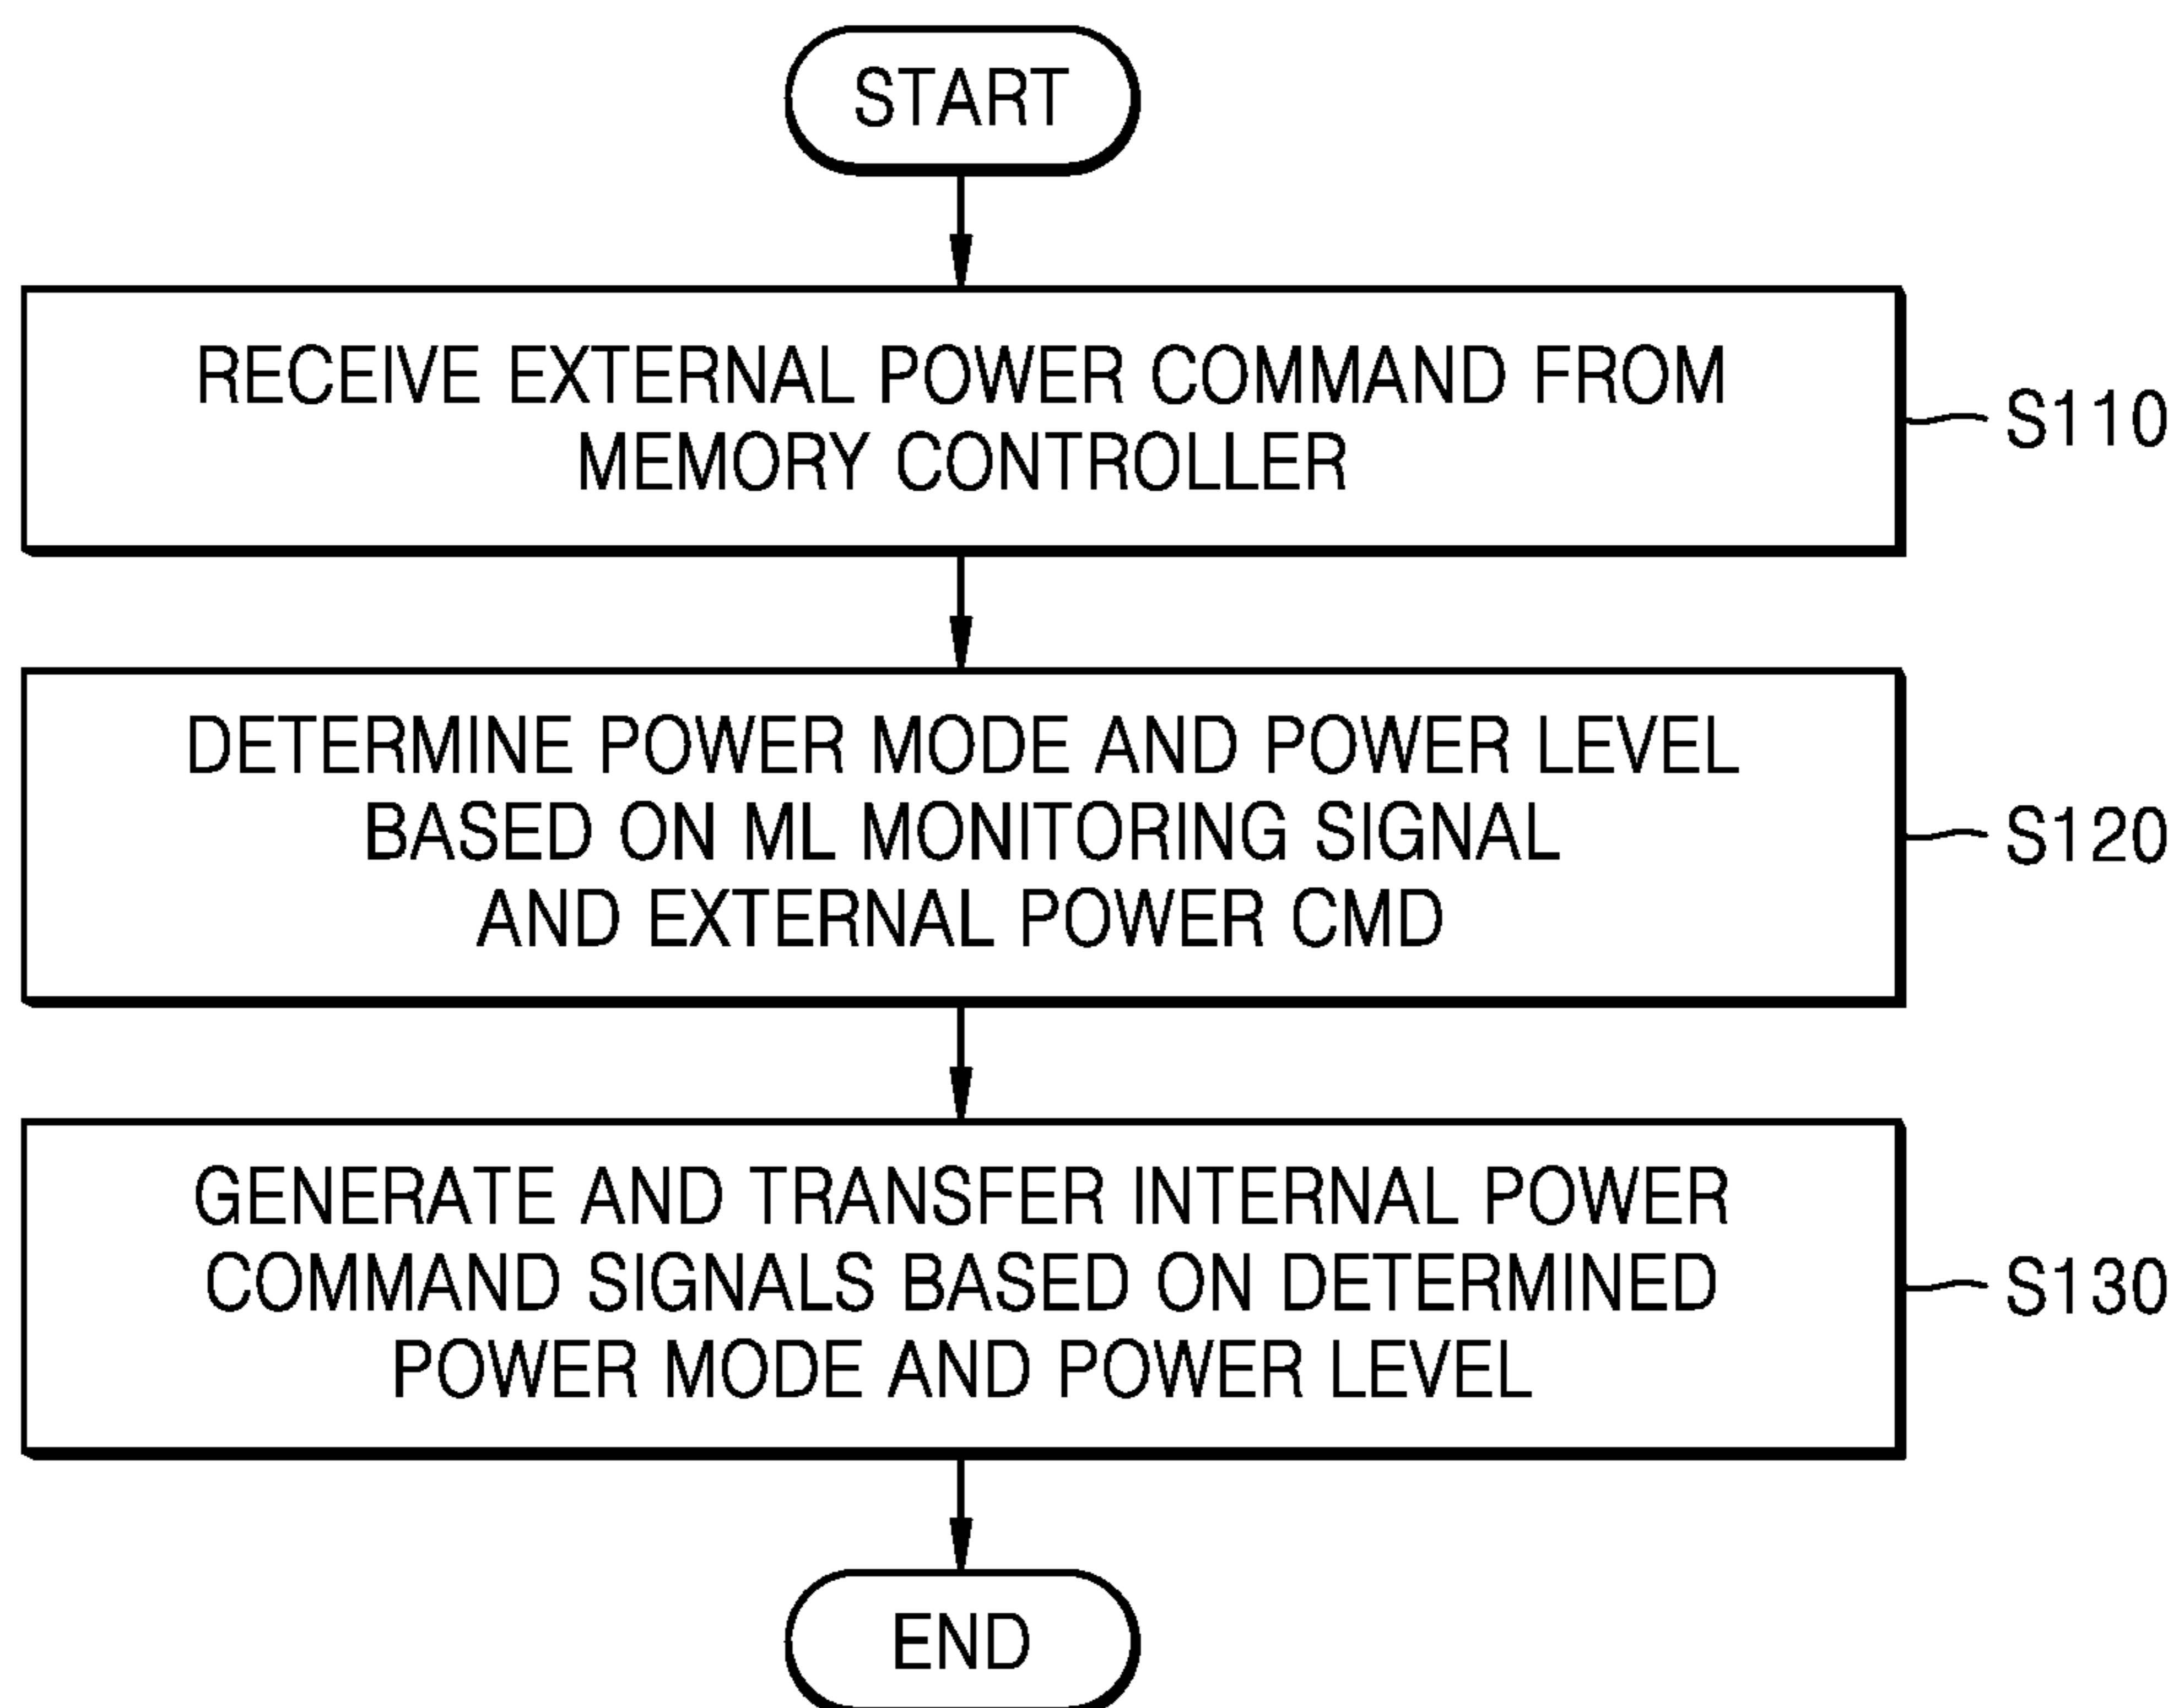 START
RECEIVE EXTERNAL POWER COMMAND FROM
MEMORY CONTROLLER
S110
DETERMINE POWER MODE AND POWER LEVEL
BASED ON ML MONITORING SIGNAL
AND EXTERNAL POWER CMD
S120
GENERATE AND TRANSFER INTERNAL POWER
COMMAND SIGNALS BASED ON DETERMINED
POWER MODE AND POWER LEVEL
S130
END